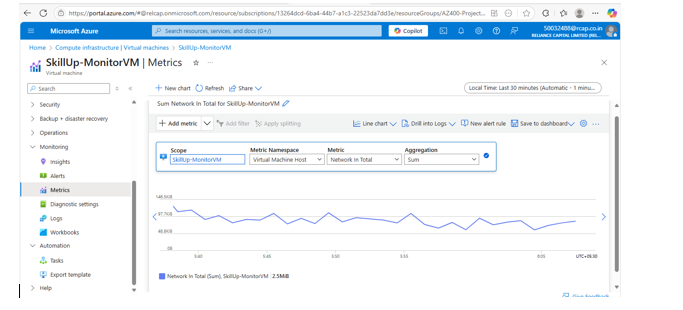 https://portal.azure.com/#@relcap.onmicrosoft.com/resource/subscriptions/13264dcd-6ba4-44b7-a1c3-22523da7dd3e/resourceGroups/AZ400-Project...
Microsoft Azure
Search resources, services, and docs (G+/)
Copilot
50032488@rcap.co.in
RELIANCE CAPITAL LIMITED (REL...
Home > Compute infrastructure | Virtual machines > SkillUp-MonitorVM
SkillUp-MonitorVM | Metrics
Virtual machine
Search
New chart Refresh Share
Local Time: Last 30 minutes (Automatic - 1 minu...
Security
Backup + disaster recovery
Operations
Monitoring
Insights
Alerts
Metrics
Diagnostic settings
Logs
Workbooks
Automation
Tasks
Export template
Help
Sum Network In Total for SkillUp-MonitorVM
Add metric Add filter Apply splitting
Line chart Drill into Logs New alert rule Save to dashboard
Scope Metric Namespace Metric Aggregation
SkillUp-MonitorVM Virtual Machine Host Network In Total Sum
0B
5:40 5:45 5:50 5:55 6:05 UTC+05:30
Network In Total (Sum), SkillUp-MonitorVM 2.5MiB
Give feedback